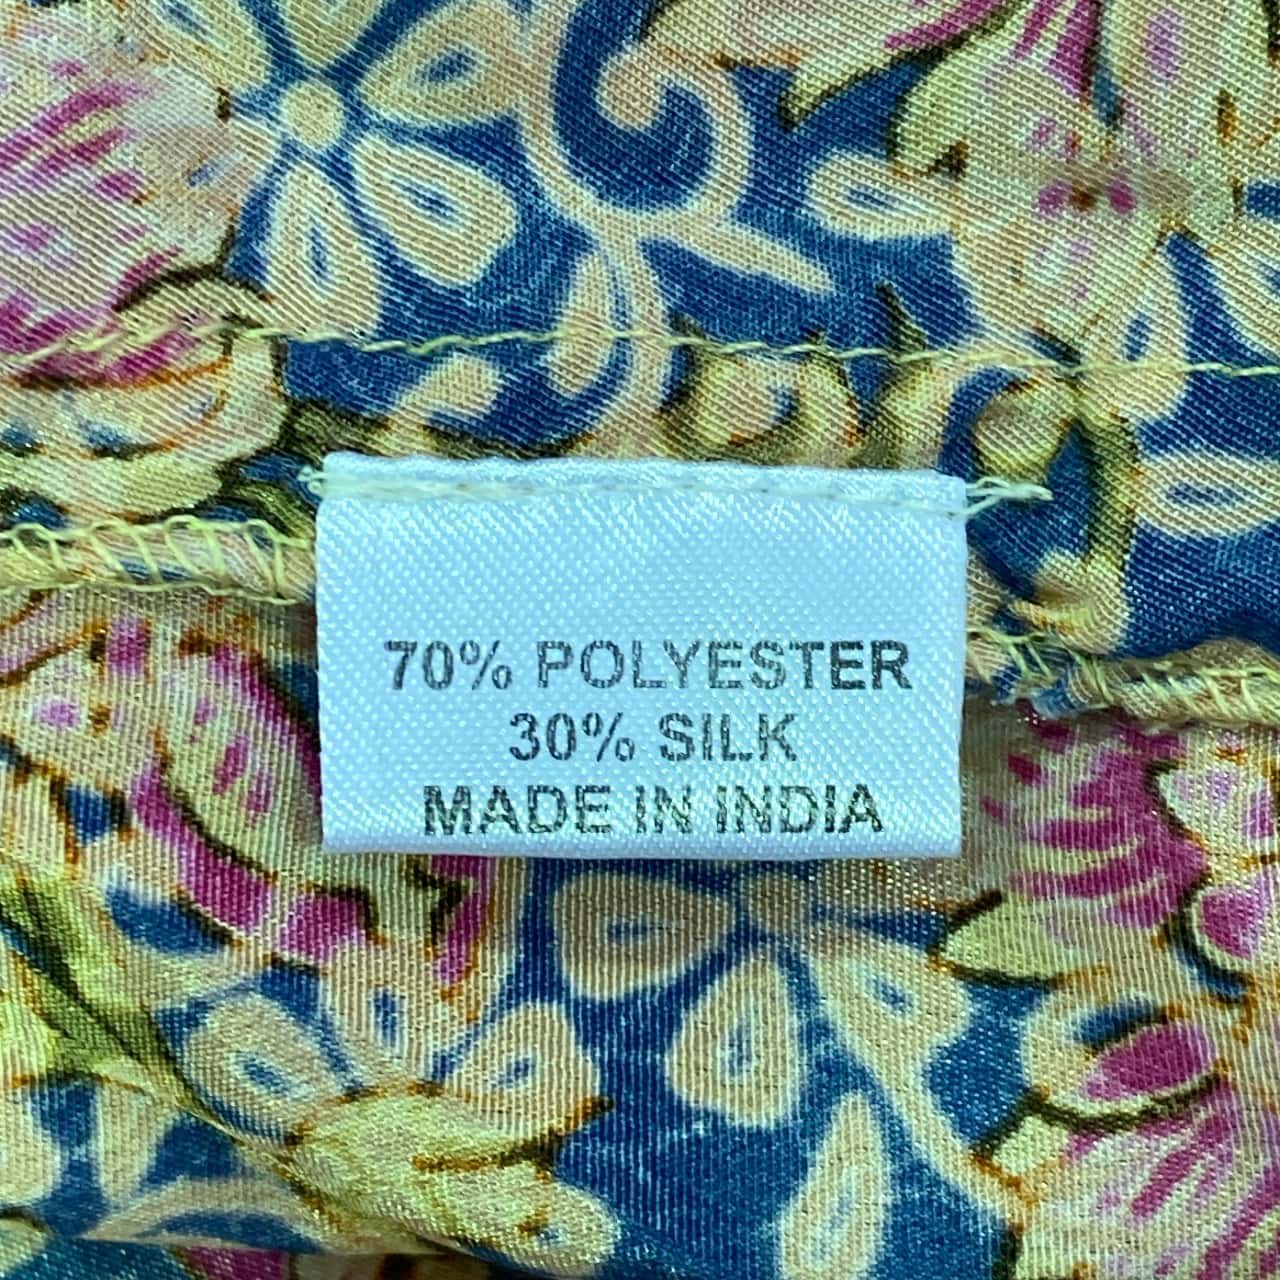 70% POLYESTER
30% SILK
MADE IN INDIA